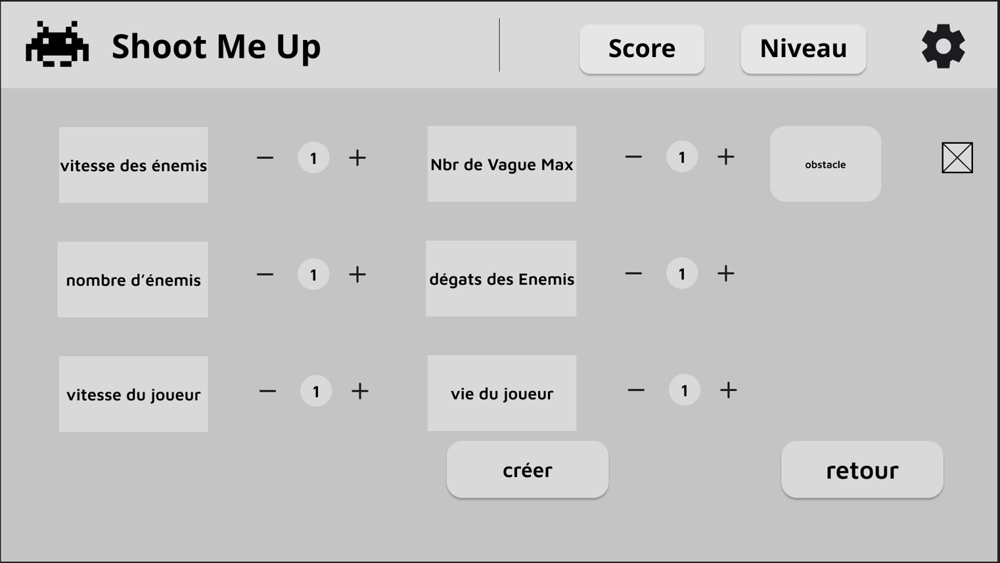 Shoot Me Up
Score
Niveau
vitesse des énemis
− 1 +
Nbr de Vague Max
− 1 +
obstacle
nombre d’énemis
− 1 +
dégats des Enemis
− 1 +
vitesse du joueur
− 1 +
vie du joueur
− 1 +
créer
retour